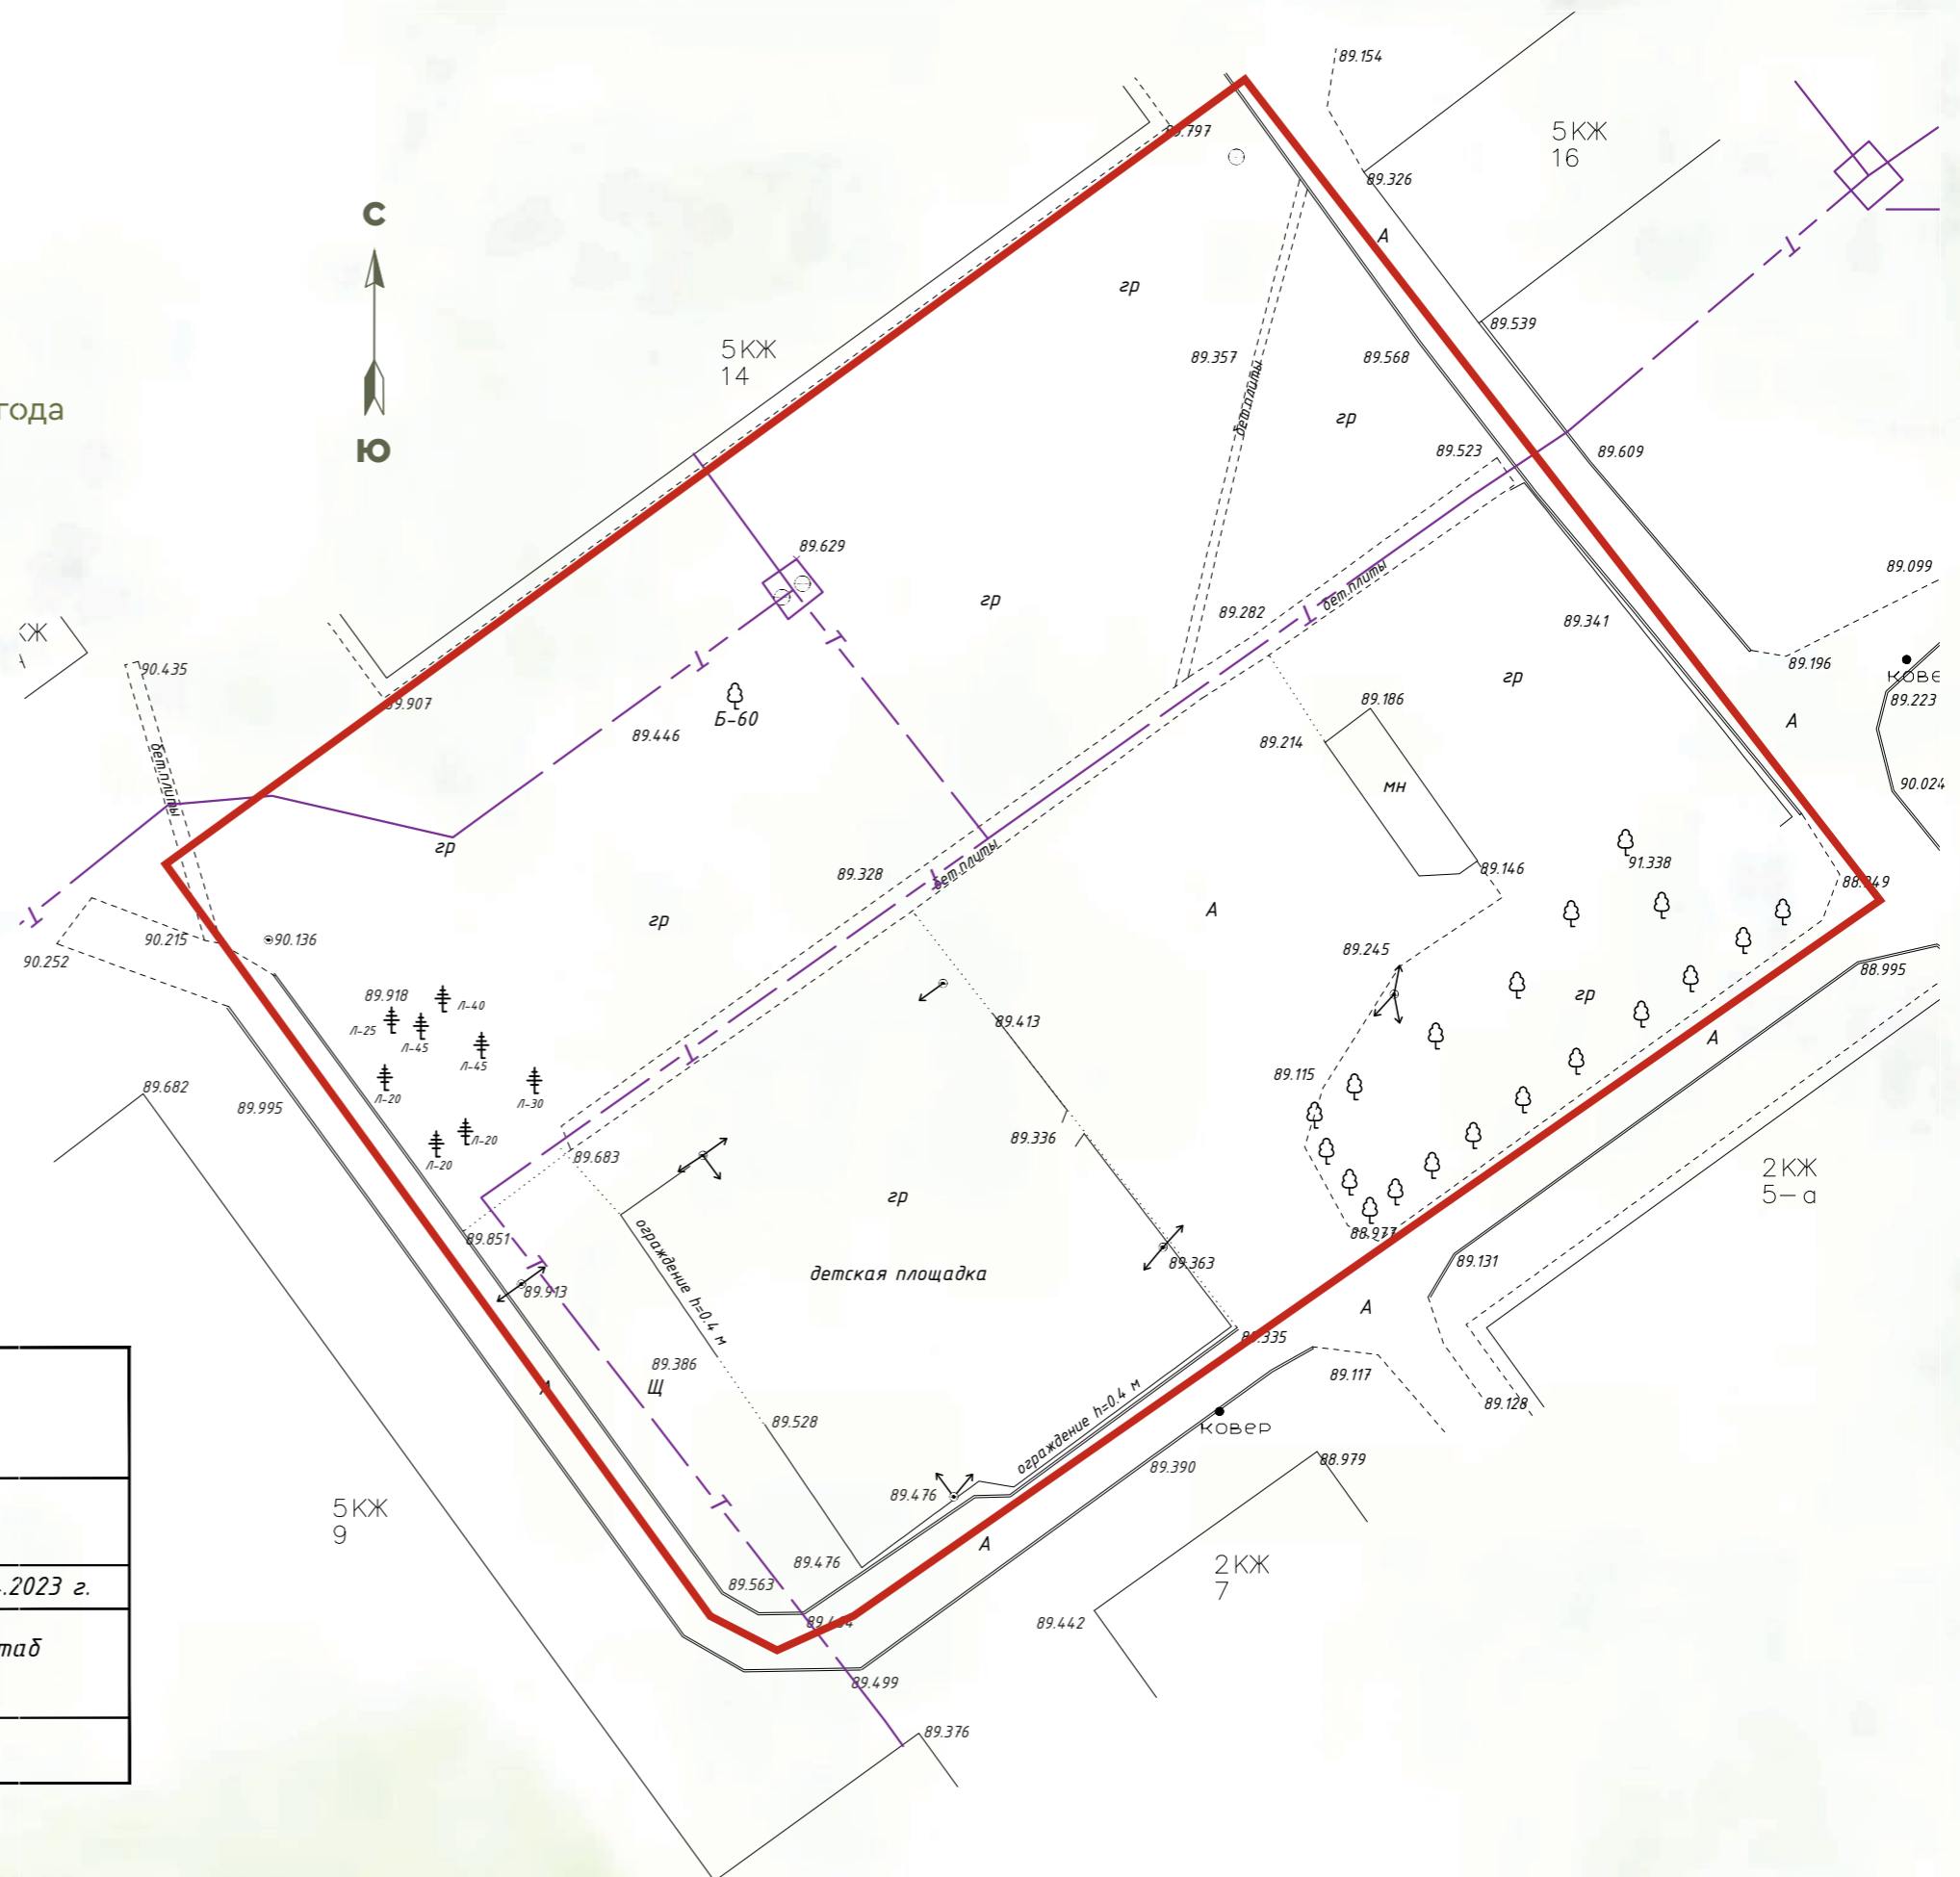 89.154
5КЖ
16
89.797
89.326
С
А
гр
89.539
5КЖ
14
89.357
89.568
бет.плиты
года
гр
89.523
89.609
Ю
89.629
89.099
бет.плиты
гр
89.282
89.341
КЖ
90.435
89.196
гр
89.223
89.907
89.186
Б-60
А
89.446
89.214
бет.плиты
мн
90.024
гр
89.146
91.338
89.328
бет.плиты
гр
А
90.215
90.136
89.245
90.252
88.995
89.918
Л-40
гр
Л-25
Л-45
89.413
А
Л-45
89.115
89.682
Л-20
Л-30
89.995
89.336
Л-20
Л-20
89.683
2КЖ
5-а
гр
88.977
89.851
ограждение h=0.4 м
детская площадка
89.363
89.131
89.913
А
89.335
89.386
89.117
А
Щ
89.528
89.128
ограждение h=0.4 м
ковер
89.390
88.979
89.476
5КЖ
9
А
89.476
2КЖ
7
89.563
.2023 г.
89.442
таб
89.499
89.376